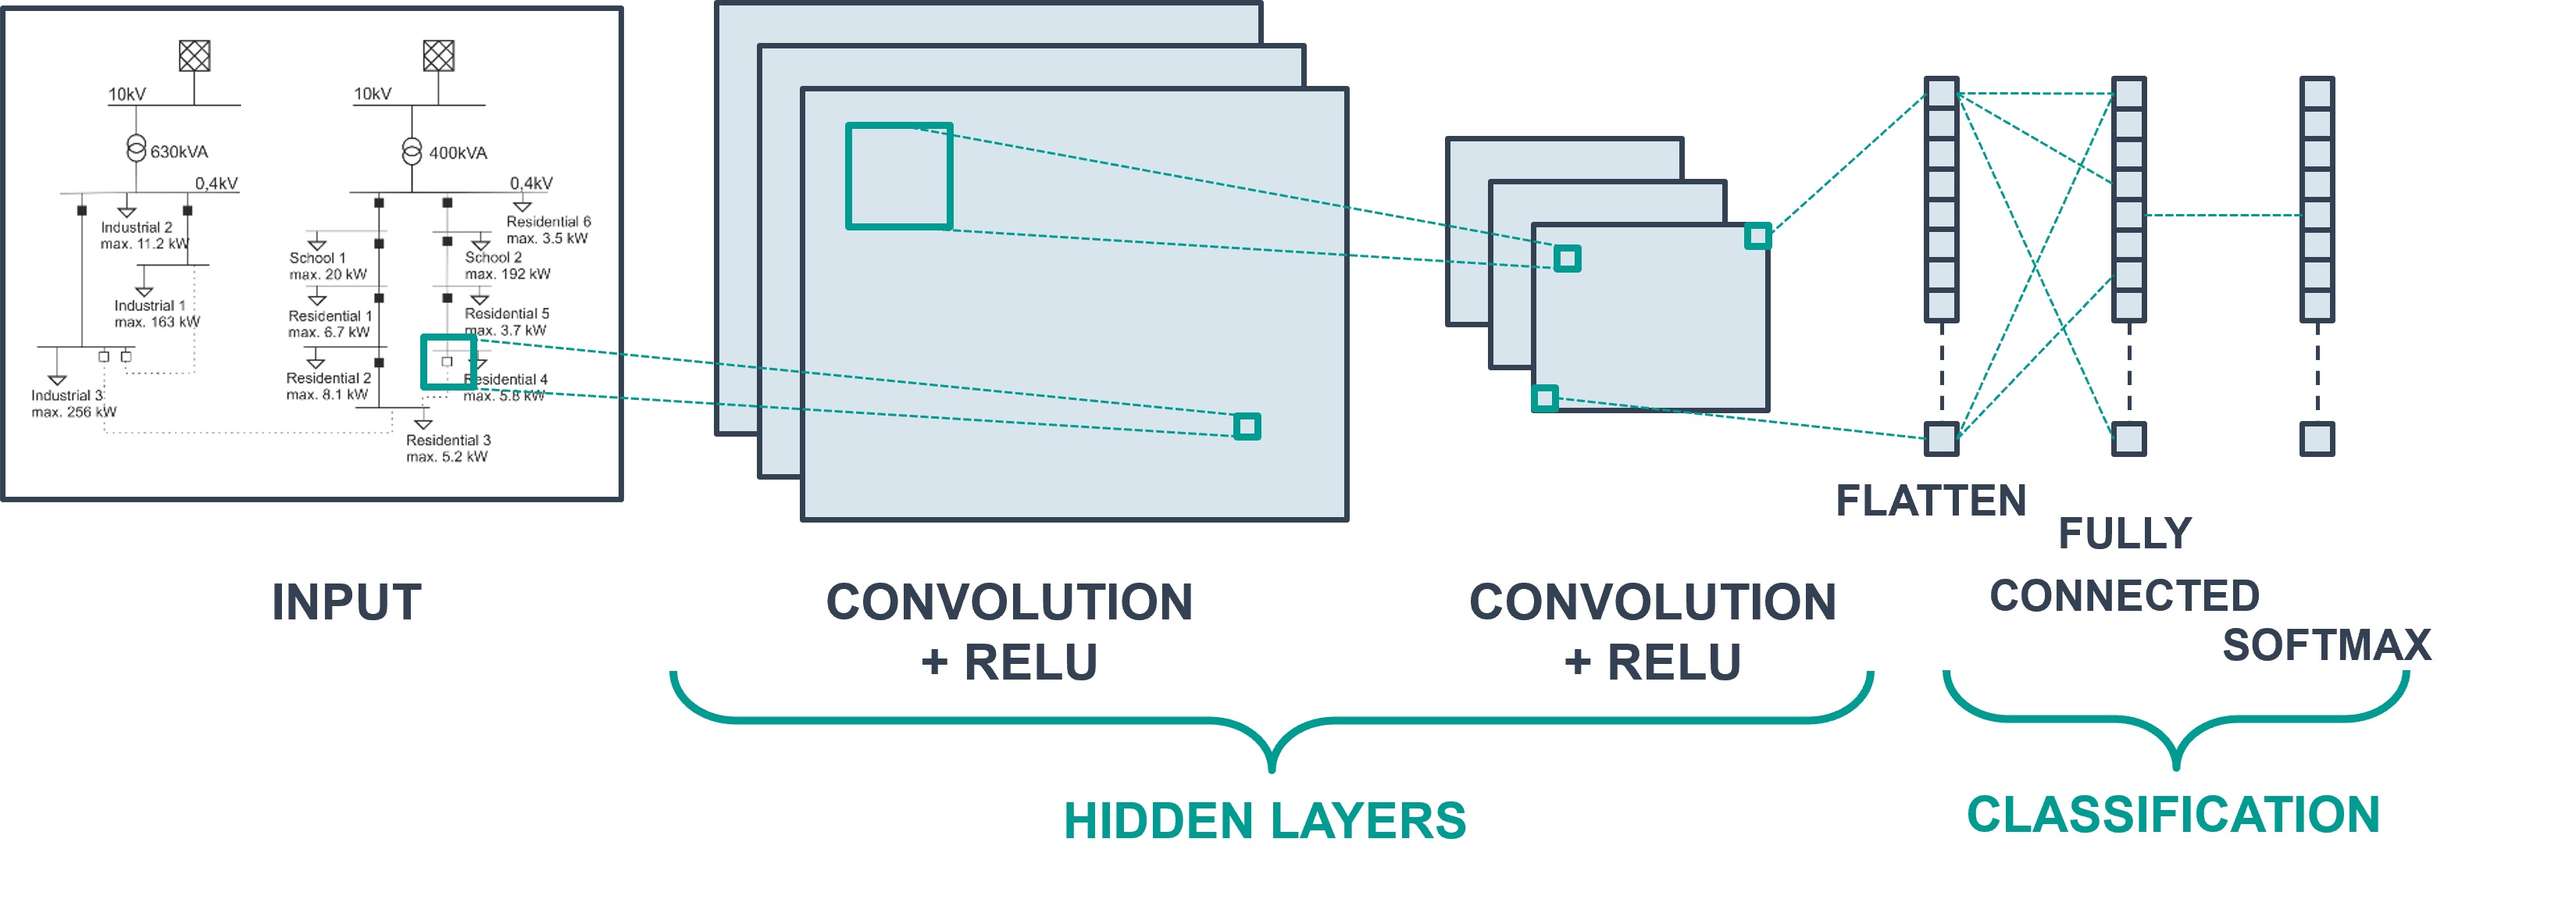 10kV
630kVA
0,4kV
Industrial 2
max. 11.2 kW
Industrial 1
max. 163 kW
Industrial 3
max. 256 kW
10kV
400kVA
0,4kV
Residential 6
max. 3.5 kW
School 1
max. 20 kW
School 2
max. 192 kW
Residential 1
max. 6.7 kW
Residential 5
max. 3.7 kW
Residential 2
max. 8.1 kW
Residential 4
max. 5.8 kW
Residential 3
max. 5.2 kW
INPUT
CONVOLUTION
+ RELU
CONVOLUTION
+ RELU
FLATTEN
FULLY
CONNECTED
SOFTMAX
HIDDEN LAYERS
CLASSIFICATION